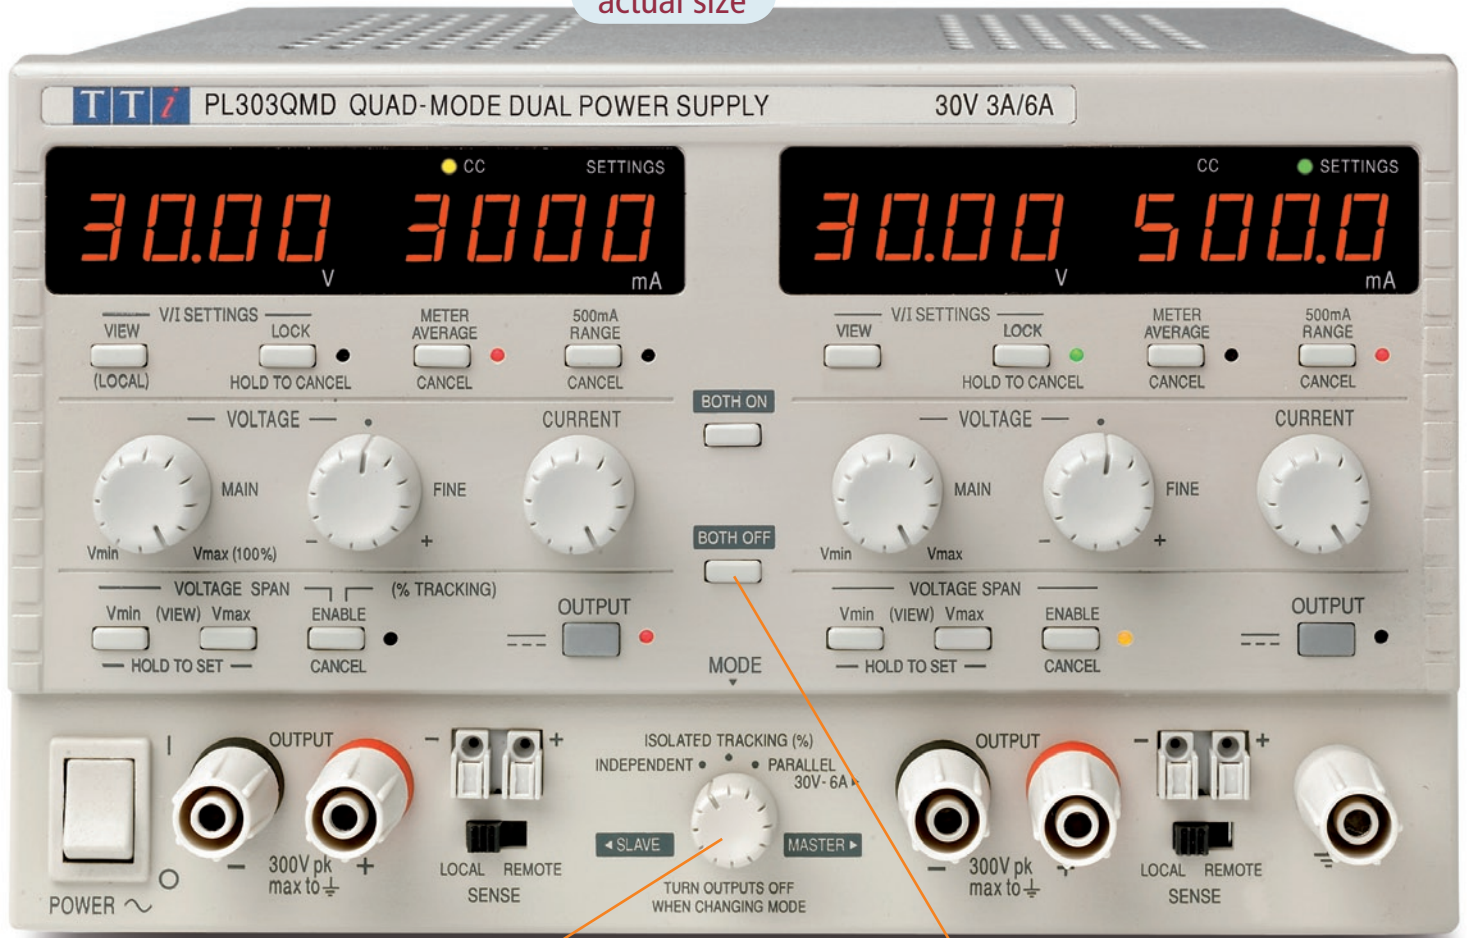 actual size
TTi PL303QMD QUAD-MODE DUAL POWER SUPPLY 30V 3A/6A
CC SETTINGS
30.00 V 3000 mA
CC SETTINGS
30.00 V 500.0 mA
V/I SETTINGS
VIEW
(LOCAL)
LOCK
HOLD TO CANCEL
METER
AVERAGE
CANCEL
500mA
RANGE
CANCEL
V/I SETTINGS
VIEW
LOCK
HOLD TO CANCEL
METER
AVERAGE
CANCEL
500mA
RANGE
CANCEL
BOTH ON
VOLTAGE
CURRENT
MAIN
FINE
Vmin
Vmax (100%)
- +
BOTH OFF
VOLTAGE
CURRENT
MAIN
FINE
Vmin
Vmax
- +
VOLTAGE SPAN (% TRACKING)
Vmin (VIEW) Vmax
HOLD TO SET
ENABLE
CANCEL
OUTPUT
MODE
VOLTAGE SPAN
Vmin (VIEW) Vmax
HOLD TO SET
ENABLE
CANCEL
OUTPUT
I
O
POWER
OUTPUT
- +
300V pk
max to
- +
LOCAL REMOTE
SENSE
ISOLATED TRACKING (%)
INDEPENDENT
PARALLEL
30V-6A
SLAVE
MASTER
TURN OUTPUTS OFF
WHEN CHANGING MODE
OUTPUT
- +
300V pk
max to
- +
LOCAL REMOTE
SENSE